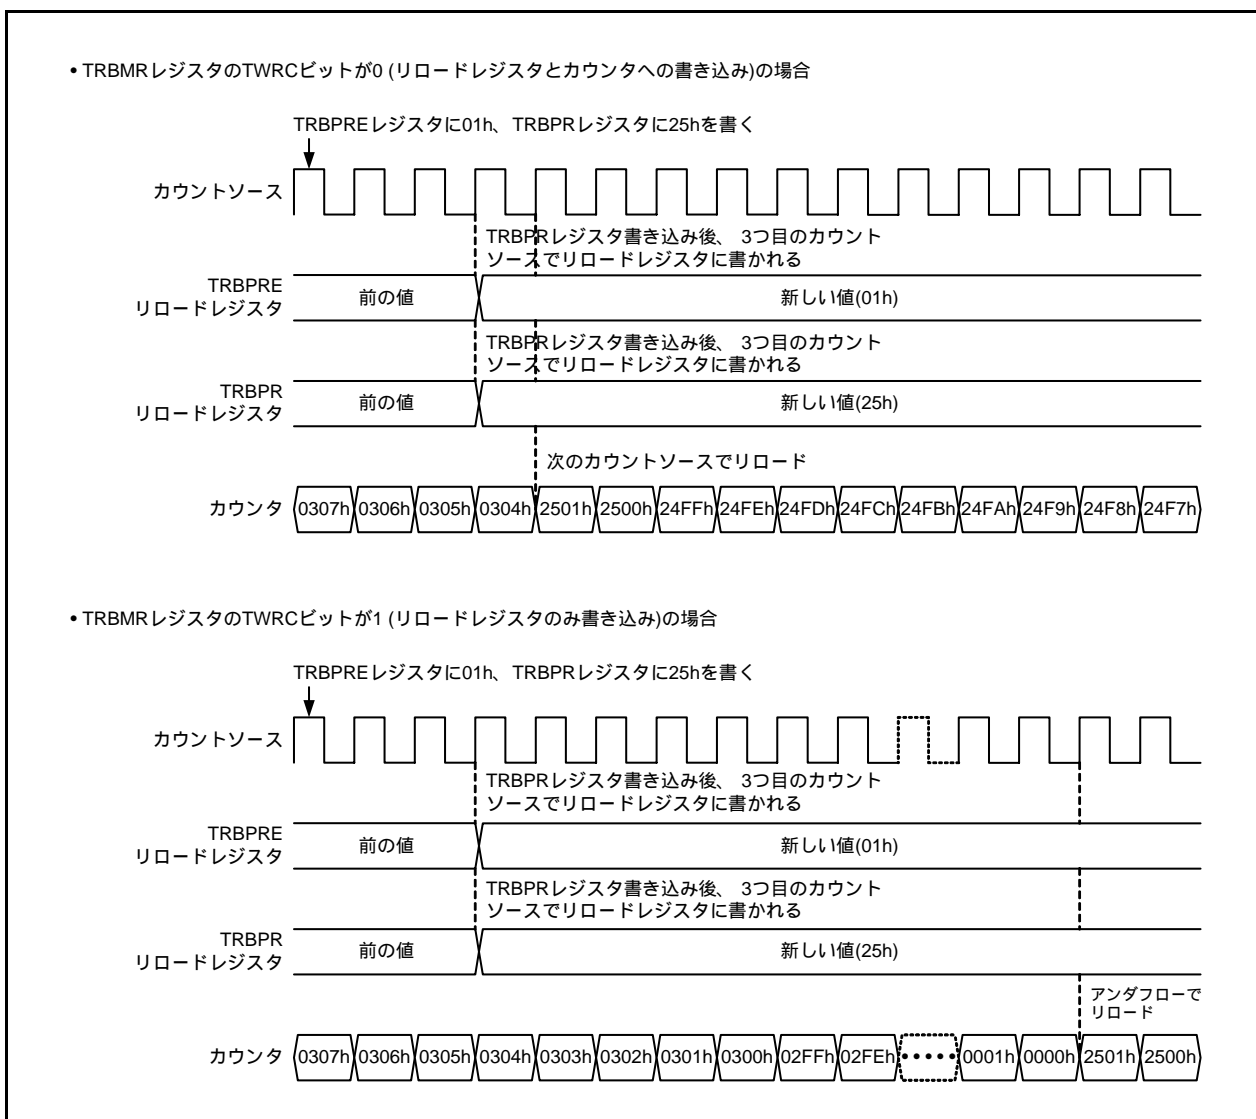 • TRBMRレジスタのTWRCビットが0 (リロードレジスタとカウンタへの書き込み)の場合
TRBPREレジスタに01h、TRBPRレジスタに25hを書く
カウントソース
TRBPRレジスタ書き込み後、3つ目のカウント
ソースでリロードレジスタに書かれる
TRBPRE
リロードレジスタ
前の値
新しい値(01h)
TRBPRレジスタ書き込み後、3つ目のカウント
ソースでリロードレジスタに書かれる
TRBPR
リロードレジスタ
前の値
新しい値(25h)
次のカウントソースでリロード
カウンタ 0307h 0306h 0305h 0304h 2501h 2500h 24FFh 24FEh 24FDh 24FCh 24FBh 24FAh 24F9h 24F8h 24F7h
• TRBMRレジスタのTWRCビットが1 (リロードレジスタのみ書き込み)の場合
TRBPREレジスタに01h、TRBPRレジスタに25hを書く
カウントソース
TRBPRレジスタ書き込み後、3つ目のカウント
ソースでリロードレジスタに書かれる
TRBPRE
リロードレジスタ
前の値
新しい値(01h)
TRBPRレジスタ書き込み後、3つ目のカウント
ソースでリロードレジスタに書かれる
TRBPR
リロードレジスタ
前の値
新しい値(25h)
アンダフローで
リロード
カウンタ 0307h 0306h 0305h 0304h 0303h 0302h 0301h 0300h 02FFh 02FEh ••••• 0001h 0000h 2501h 2500h